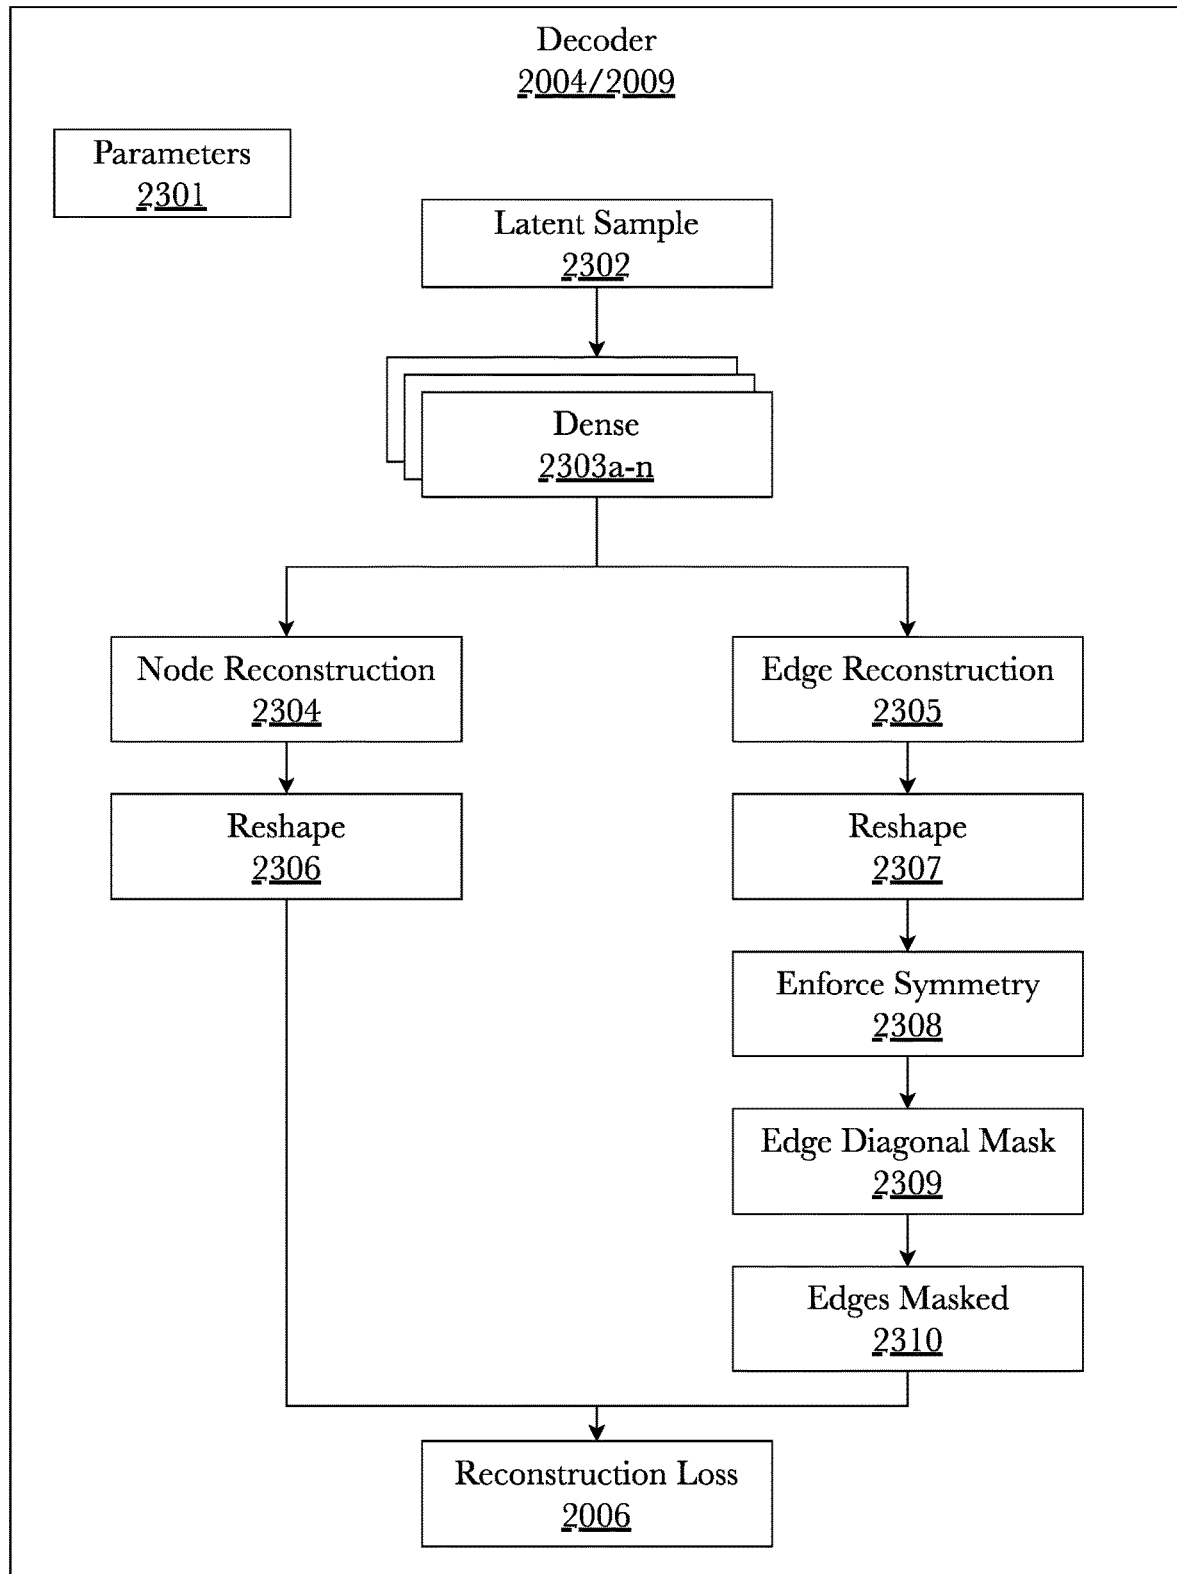 Decoder
2004/2009
Parameters
2301
Latent Sample
2302
Dense
2303a-n
Node Reconstruction
2304
Edge Reconstruction
2305
Reshape
2306
Reshape
2307
Enforce Symmetry
2308
Edge Diagonal Mask
2309
Edges Masked
2310
Reconstruction Loss
2006